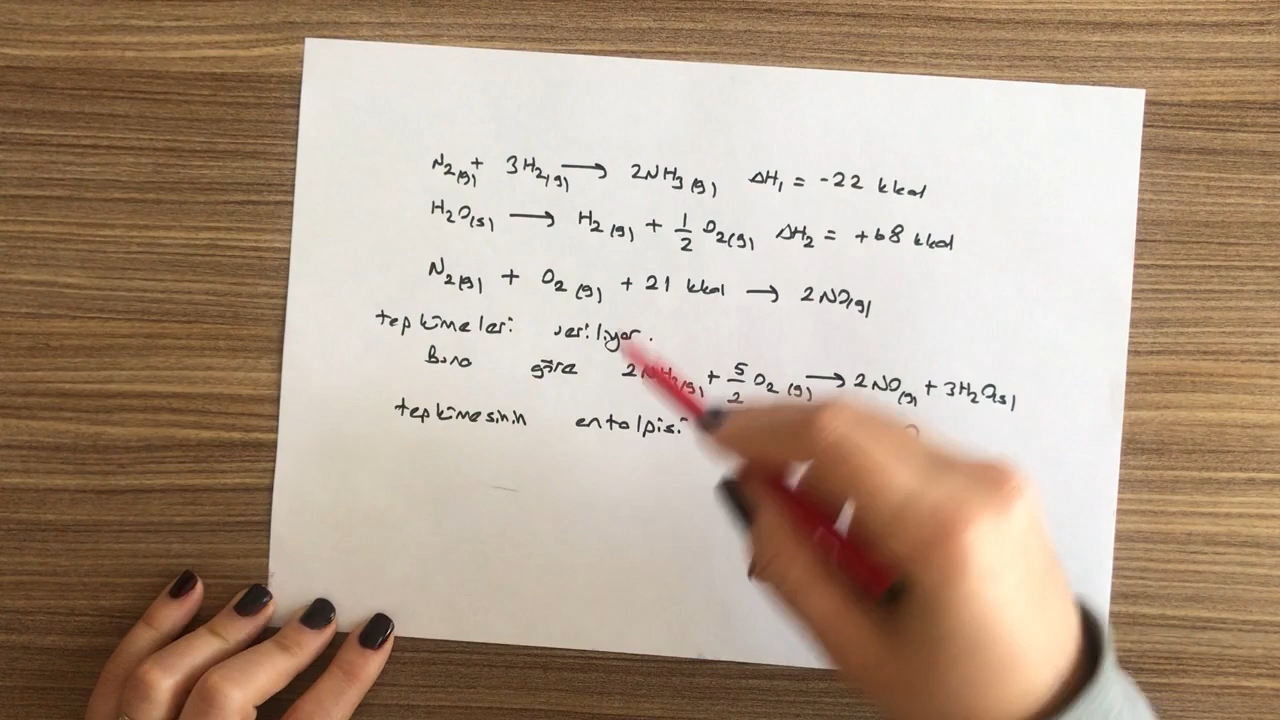 N₂(g) + 3H₂(g) ⟶ 2NH₃(g) ΔH₁ = -22 kkal
H₂O(s) ⟶ H₂(g) + 1/2 O₂(g) ΔH₂ = +68 kkal
N₂(g) + O₂(g) + 21 kkal ⟶ 2NO(g)
tepkimeleri veriliyor.
Buna göre 2NH₃(g) + 5/2 O₂(g) ⟶ 2NO(g) + 3H₂O(s)
tepkimesinin entalpisi